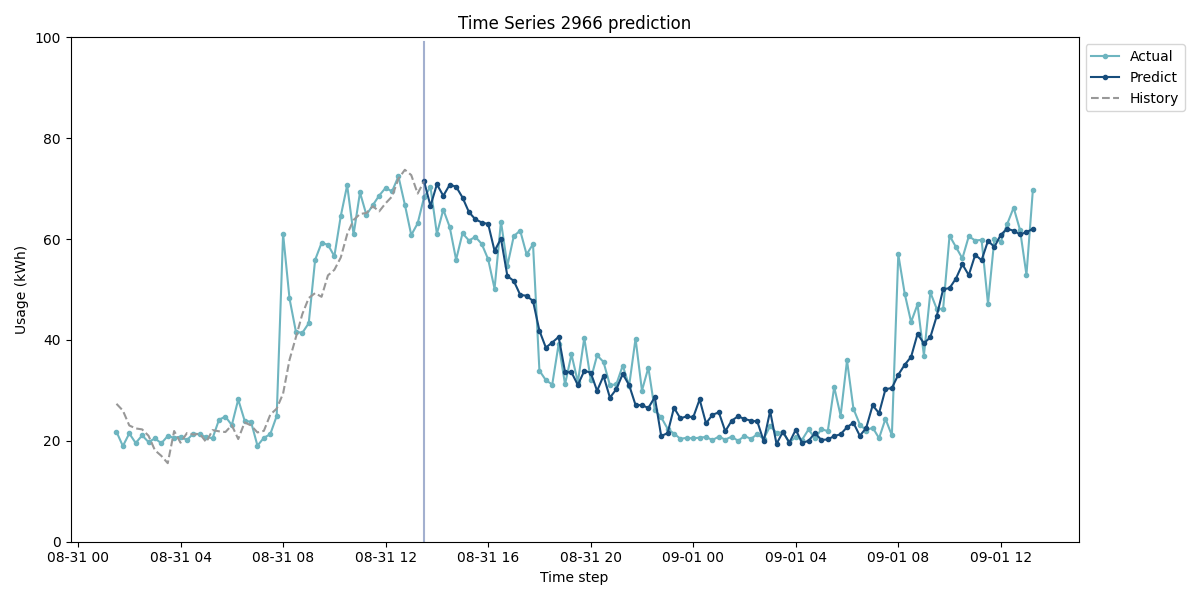 Time Series 2966 prediction
100
80
60
40
20
0
Usage (kWh)
08-31 00
08-31 04
08-31 08
08-31 12
08-31 16
08-31 20
09-01 00
09-01 04
09-01 08
09-01 12
Time step
Actual
Predict
History